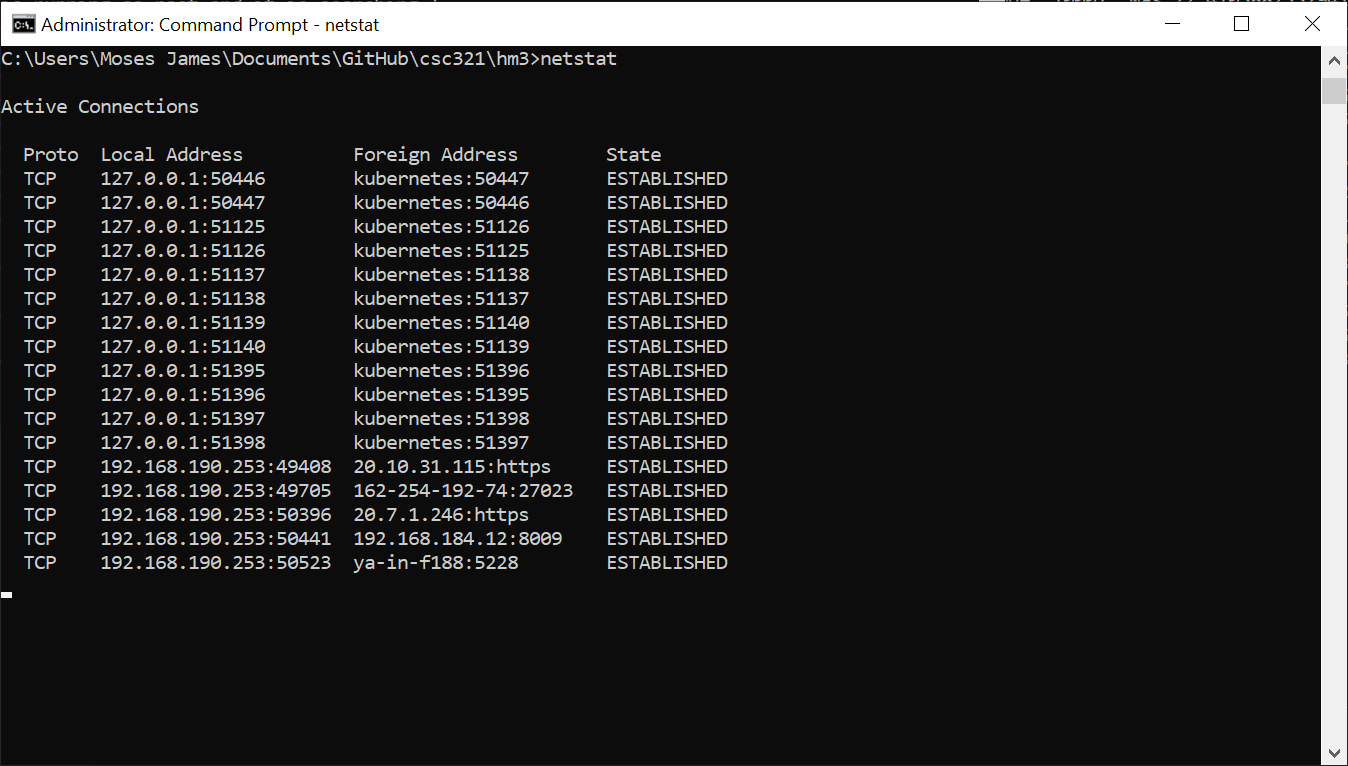 Administrator: Command Prompt - netstat
C:\Users\Moses James\Documents\GitHub\csc321\hm3>netstat
Active Connections
Proto  Local Address          Foreign Address        State
TCP    127.0.0.1:50446        kubernetes:50447       ESTABLISHED
TCP    127.0.0.1:50447        kubernetes:50446       ESTABLISHED
TCP    127.0.0.1:51125        kubernetes:51126       ESTABLISHED
TCP    127.0.0.1:51126        kubernetes:51125       ESTABLISHED
TCP    127.0.0.1:51137        kubernetes:51138       ESTABLISHED
TCP    127.0.0.1:51138        kubernetes:51137       ESTABLISHED
TCP    127.0.0.1:51139        kubernetes:51140       ESTABLISHED
TCP    127.0.0.1:51140        kubernetes:51139       ESTABLISHED
TCP    127.0.0.1:51395        kubernetes:51396       ESTABLISHED
TCP    127.0.0.1:51396        kubernetes:51395       ESTABLISHED
TCP    127.0.0.1:51397        kubernetes:51398       ESTABLISHED
TCP    127.0.0.1:51398        kubernetes:51397       ESTABLISHED
TCP    192.168.190.253:49408  20.10.31.115:https     ESTABLISHED
TCP    192.168.190.253:49705  162-254-192-74:27023   ESTABLISHED
TCP    192.168.190.253:50396  20.7.1.246:https       ESTABLISHED
TCP    192.168.190.253:50441  192.168.184.12:8009    ESTABLISHED
TCP    192.168.190.253:50523  ya-in-f188:5228        ESTABLISHED